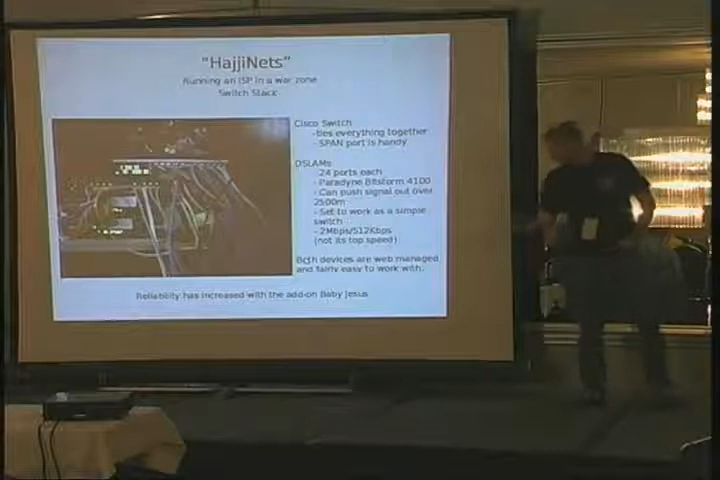 "HajjiNets"
Running an ISP in a war zone
Switch Stack
Cisco Switch
-ties everything together
- SPAN port is handy
DSLAMs
24 ports each
- Paradyne Bitstorm 4100
- Can push signal out over
2500m
- Set to work as a simple
switch
- 2Mbps/512Kbps
(not its top speed)
Both devices are web managed
and fairly easy to work with.
Reliability has increased with the add-on Baby Jesus